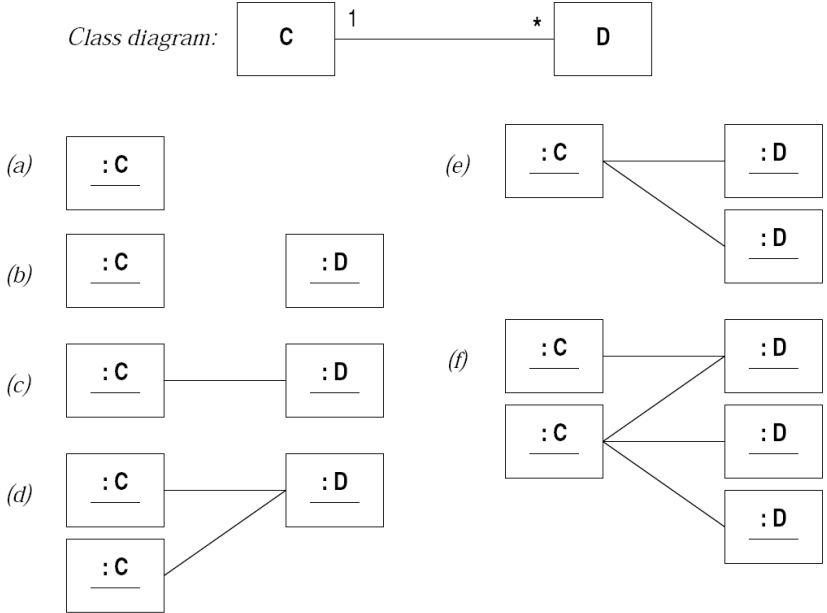 Class diagram: C 1 * D
(a) : C
(b) : C : D
(c) : C : D
(d) : C : D
: C
(e) : C : D
: D
(f) : C : D
: C : D
: D